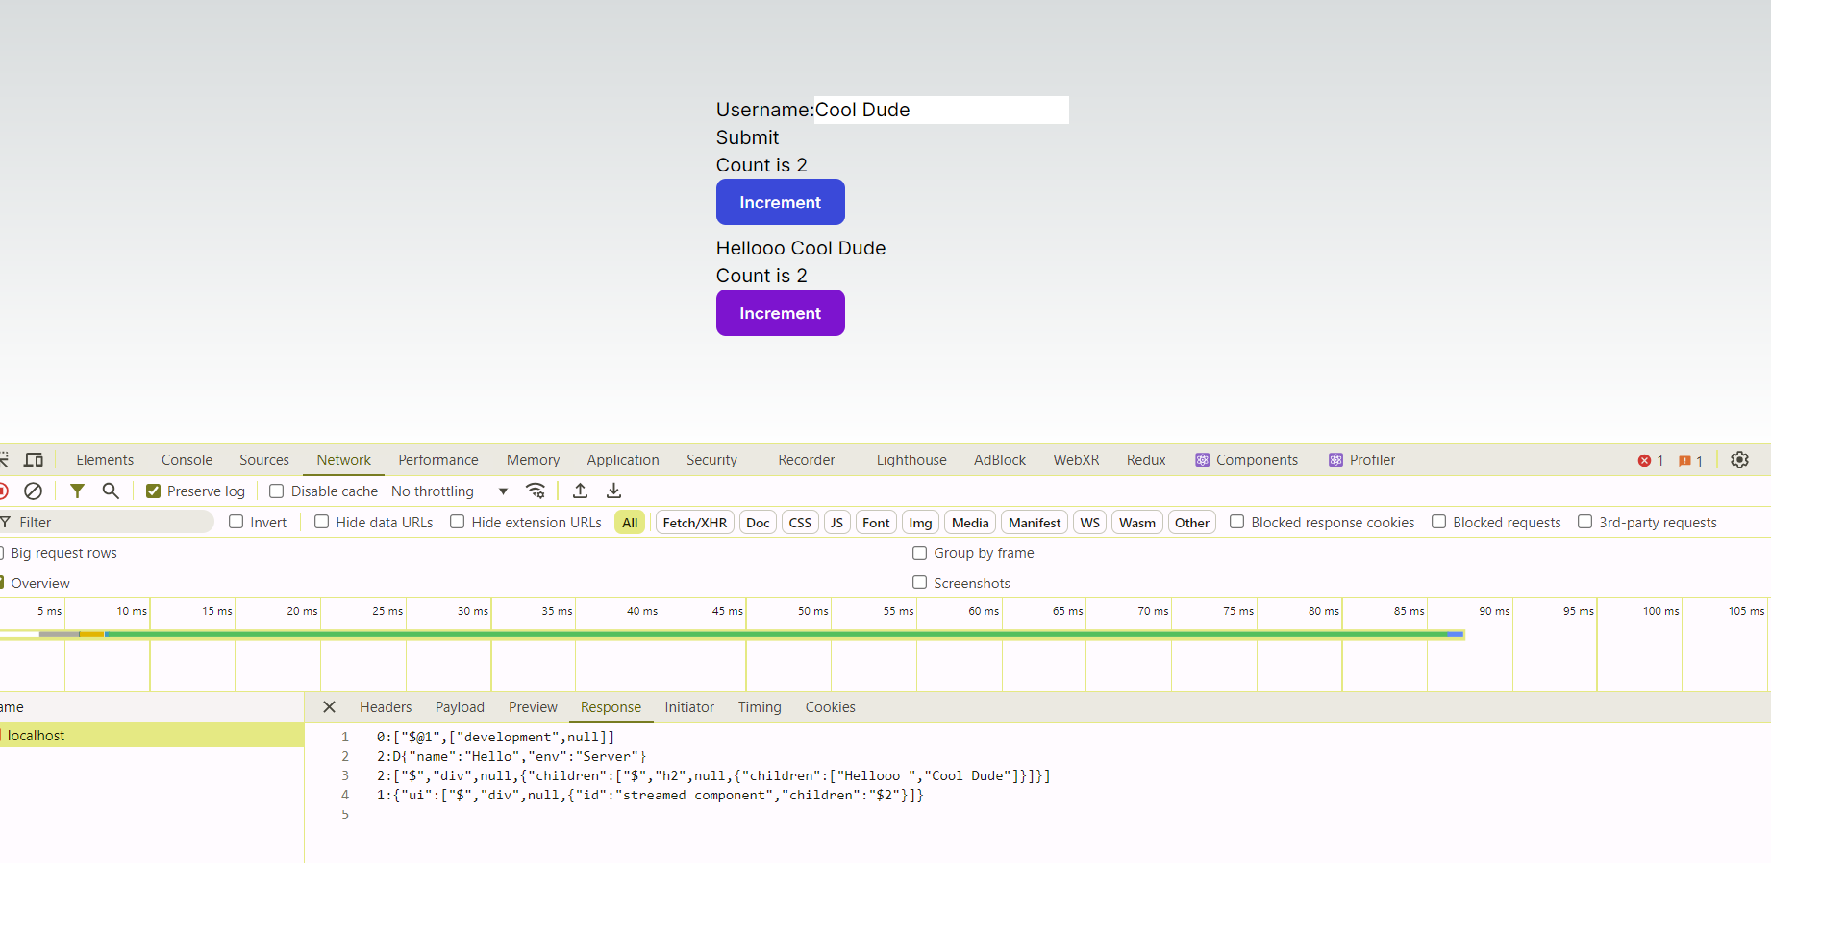 Username:Cool Dude
Submit
Count is 2
Increment
Hellooo Cool Dude
Count is 2
Increment
Elements Console Sources Network Performance Memory Application Security Recorder Lighthouse AdBlock WebXR Redux Components Profiler 1 1
Preserve log Disable cache No throttling
Filter Invert Hide data URLs Hide extension URLs All Fetch/XHR Doc CSS JS Font Img Media Manifest WS Wasm Other Blocked response cookies Blocked requests 3rd-party requests
Big request rows Group by frame
Overview Screenshots
5 ms 10 ms 15 ms 20 ms 25 ms 30 ms 35 ms 40 ms 45 ms 50 ms 55 ms 60 ms 65 ms 70 ms 75 ms 80 ms 85 ms 90 ms 95 ms 100 ms 105 ms
ame Headers Payload Preview Response Initiator Timing Cookies
localhost
1 0:["$@1",["development",null]]
2 2:D{"name":"Hello","env":"Server"}
3 2:["$","div",null,{"children":["$","h2",null,{"children":["Hellooo ","Cool Dude"]}]}]
4 1:{"ui":["$","div",null,{"id":"streamed component","children":"$2"}]}
5